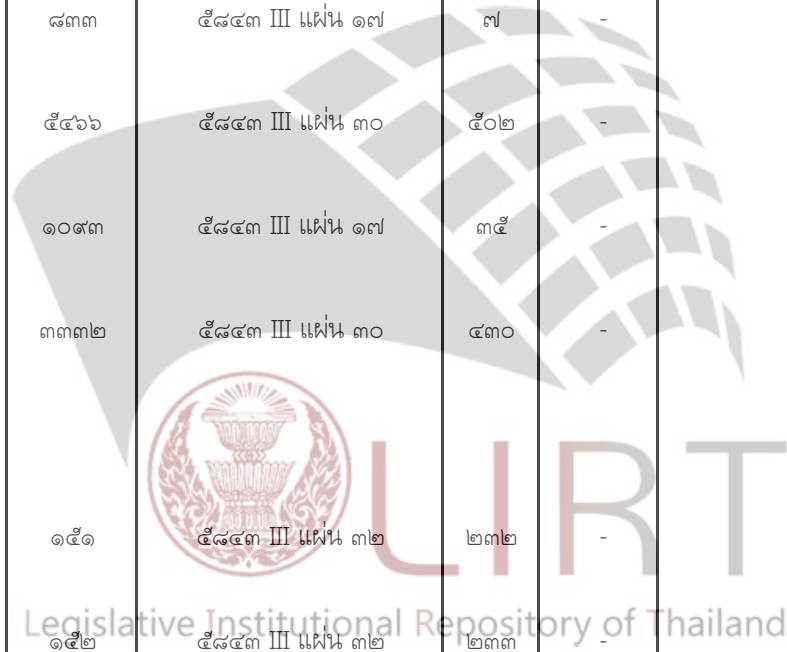 ๘๓๓ ๕๘๔๓ III แผ่น ๑๗ ๗ -
๕๔๖๖ ๕๘๔๓ III แผ่น ๓๐ ๕๐๒ -
๑๐๙๓ ๕๘๔๓ III แผ่น ๑๗ ๓๕ -
๓๓๓๒ ๕๘๔๓ III แผ่น ๓๐ ๔๓๐ -
LIRT
๑๕๑ ๕๘๔๓ III แผ่น ๓๒ ๒๓๒ -
Legislative Institutional Repository of Thailand
๑๕๒ ๕๘๔๓ III แผ่น ๓๒ ๒๓๓ -